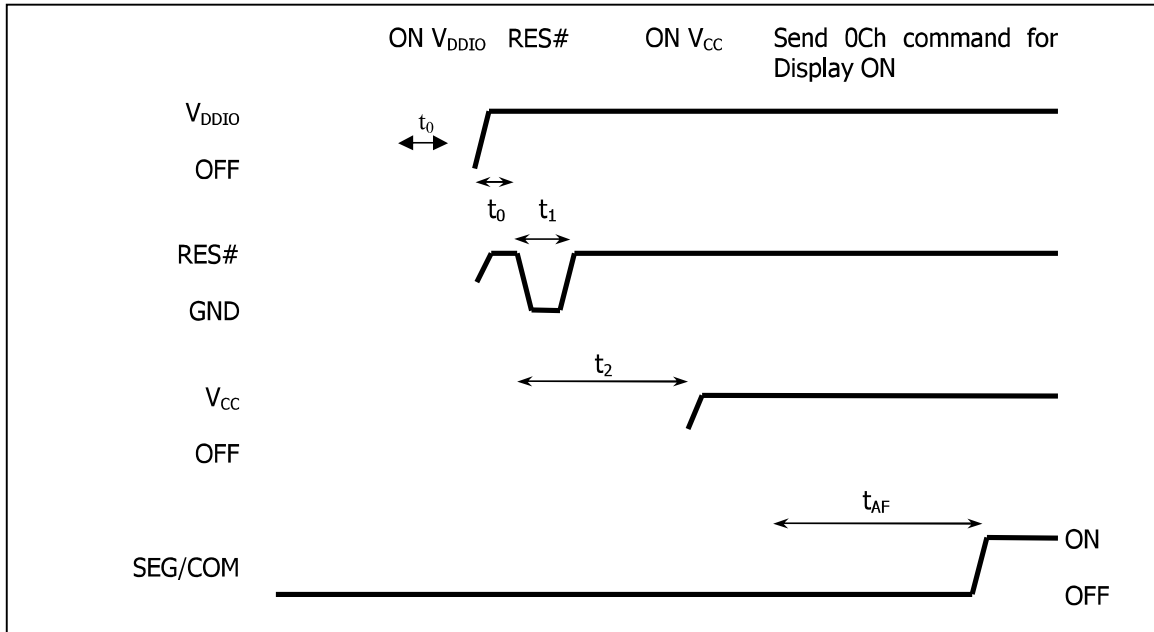 ON VDDIO RES# ON VCC Send 0Ch command for
Display ON
VDDIO
t0
OFF
t0 t1
RES#
GND
t2
VCC
OFF
tAF
ON
SEG/COM
OFF